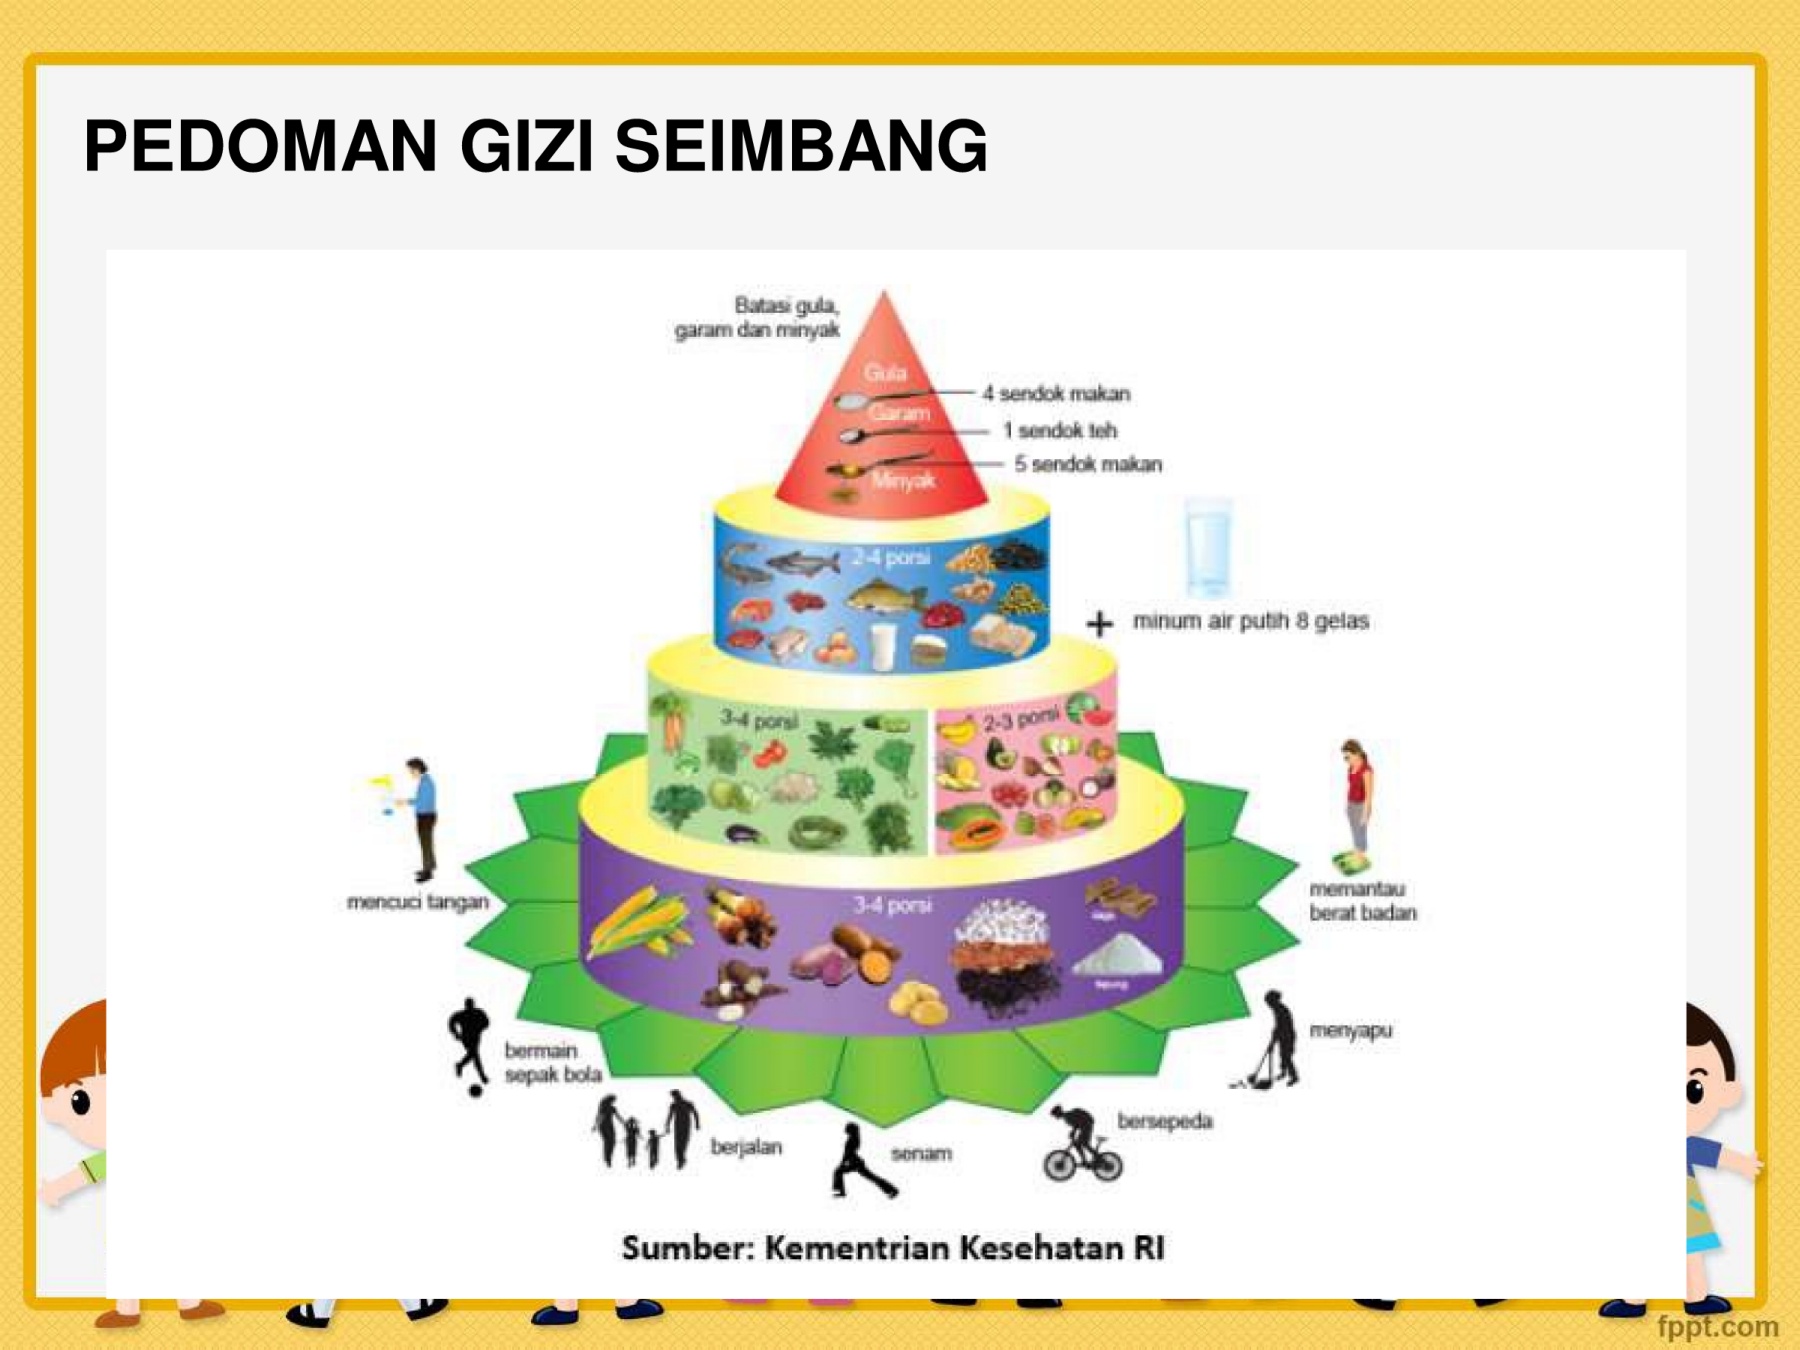 PEDOMAN GIZI SEIMBANG
Batasi gula,
garam dan minyak
Gula
4 sendok makan
Garam
1 sendok teh
5 sendok makan
Minyak
2-4 porsi
+ minum air putih 8 gelas
3-4 porsi
2-3 porsi
mencuci tangan
memantau
berat badan
3-4 porsi
bermain
sepak bola
menyapu
berjalan
senam
bersepeda
Sumber: Kementrian Kesehatan RI
fppt.com